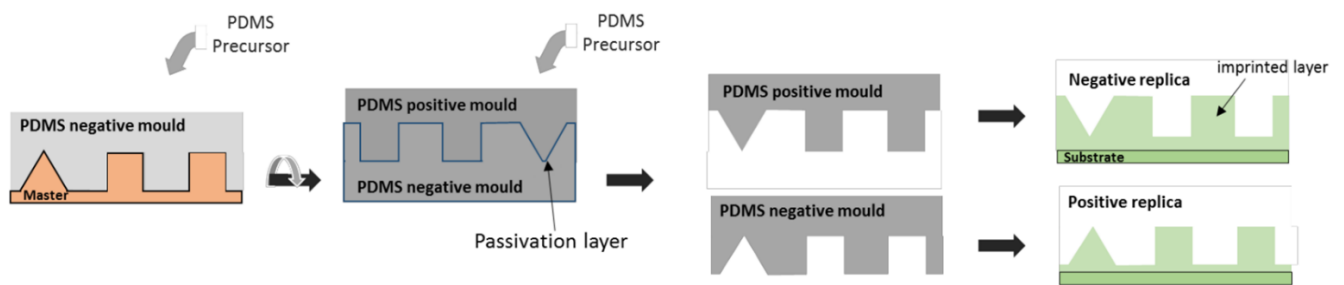 PDMS
Precursor
PDMS negative mould
Master
PDMS
Precursor
PDMS positive mould
PDMS negative mould
Passivation layer
PDMS positive mould
PDMS negative mould
Negative replica
imprinted layer
Substrate
Positive replica